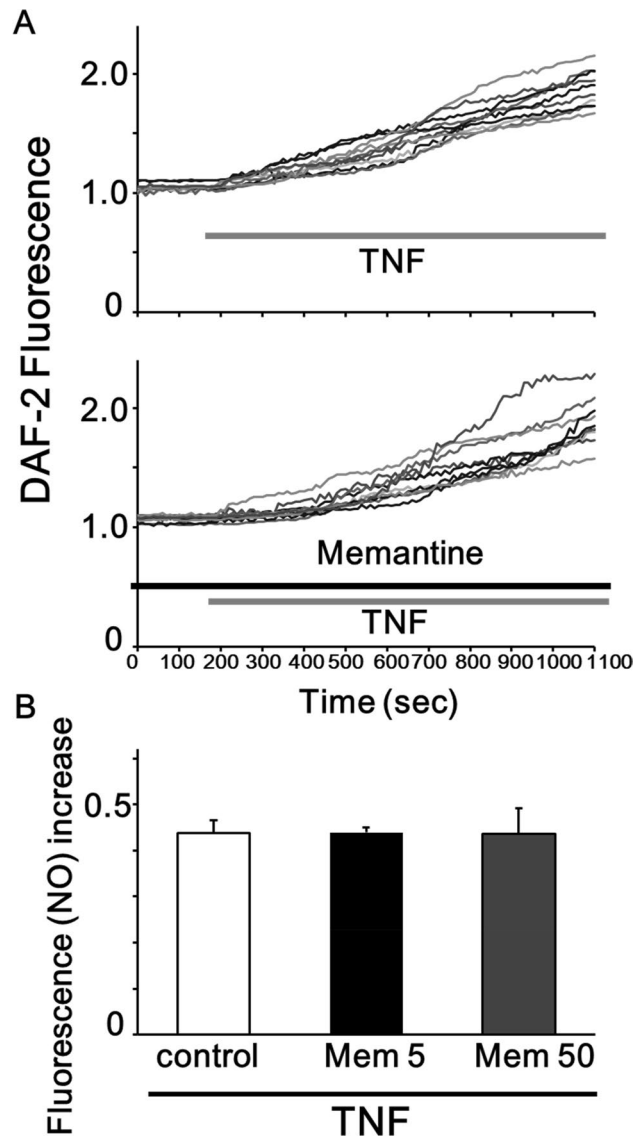 A
DAF-2 Fluorescence
2.0
1.0
0
TNF
2.0
1.0
0
Memantine
TNF
0 100 200 300 400 500 600 700 800 900 1000 1100
Time (sec)
B
Fluorescence (NO) increase
0.5
0
control Mem 5 Mem 50
TNF